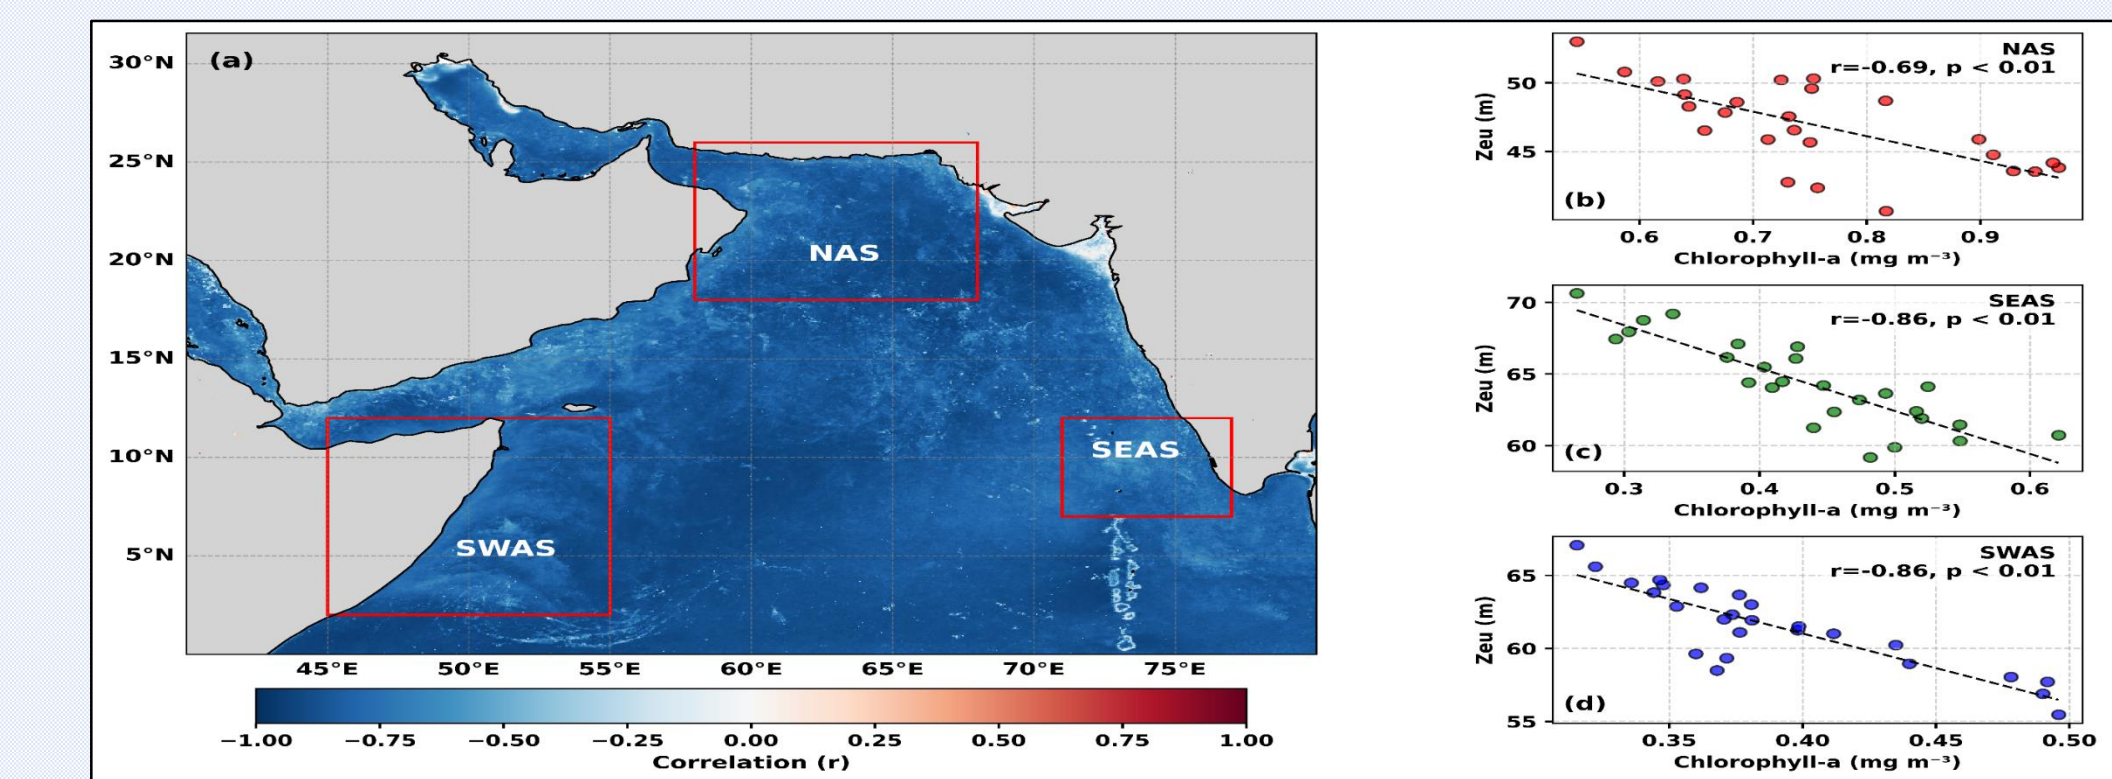 (a)
30°N
25°N
20°N
15°N
10°N
5°N
NAS
SEAS
SWAS
45°E 50°E 55°E 60°E 65°E 70°E 75°E
−1.00 −0.75 −0.50 −0.25 0.00 0.25 0.50 0.75 1.00
Correlation (r)
NAS
r=-0.69, p < 0.01
Zeu (m)
50
45
(b)
0.6 0.7 0.8 0.9
Chlorophyll-a (mg m⁻³)
SEAS
r=-0.86, p < 0.01
Zeu (m)
70
65
60
(c)
0.3 0.4 0.5 0.6
Chlorophyll-a (mg m⁻³)
SWAS
r=-0.86, p < 0.01
Zeu (m)
65
60
55
(d)
0.35 0.40 0.45 0.50
Chlorophyll-a (mg m⁻³)